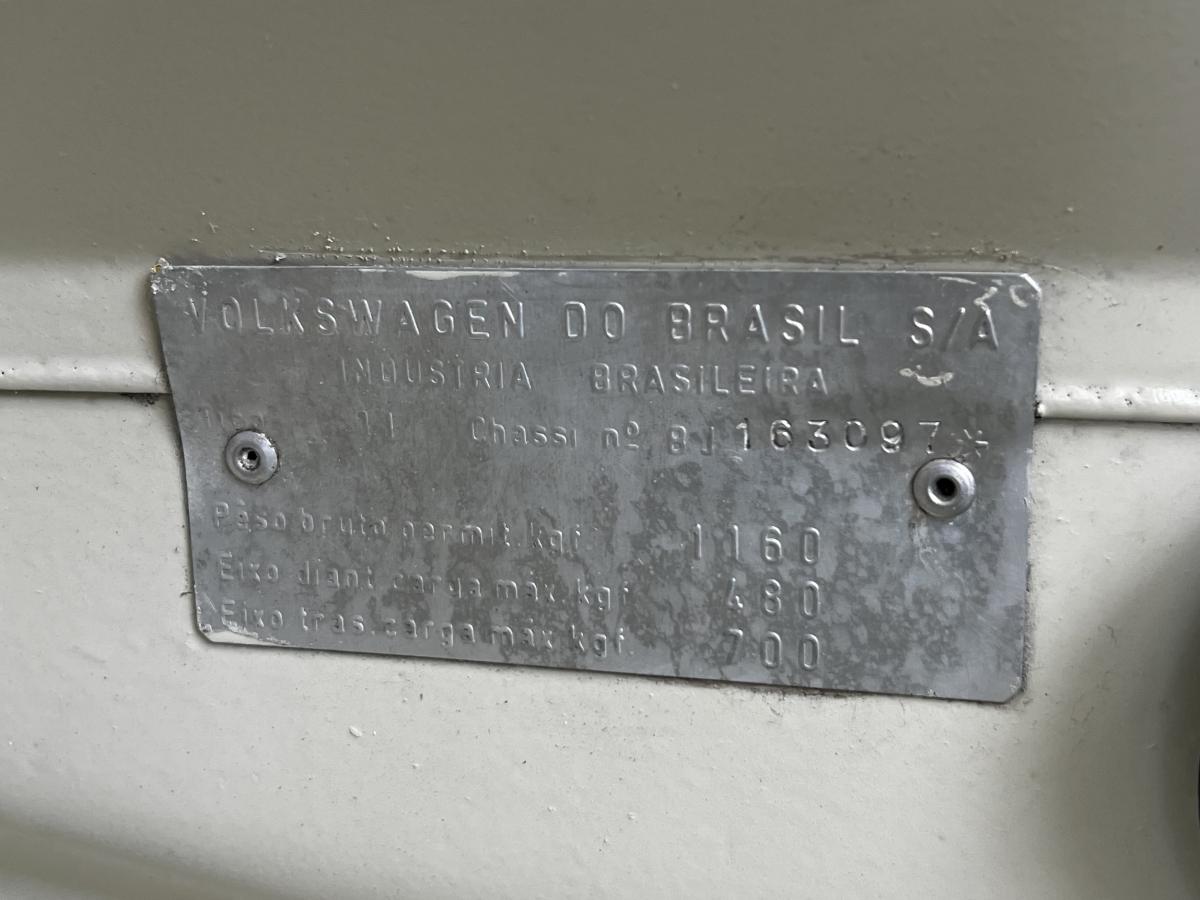 VOLKSWAGEN DO BRASIL S/A
INDUSTRIA BRASILEIRA
11 Chassi nº BJ163097*
Peso bruto permit.kgf. 1160
Eixo diant.carga máx.kgf. 480
Eixo tras.carga máx.kgf. 700